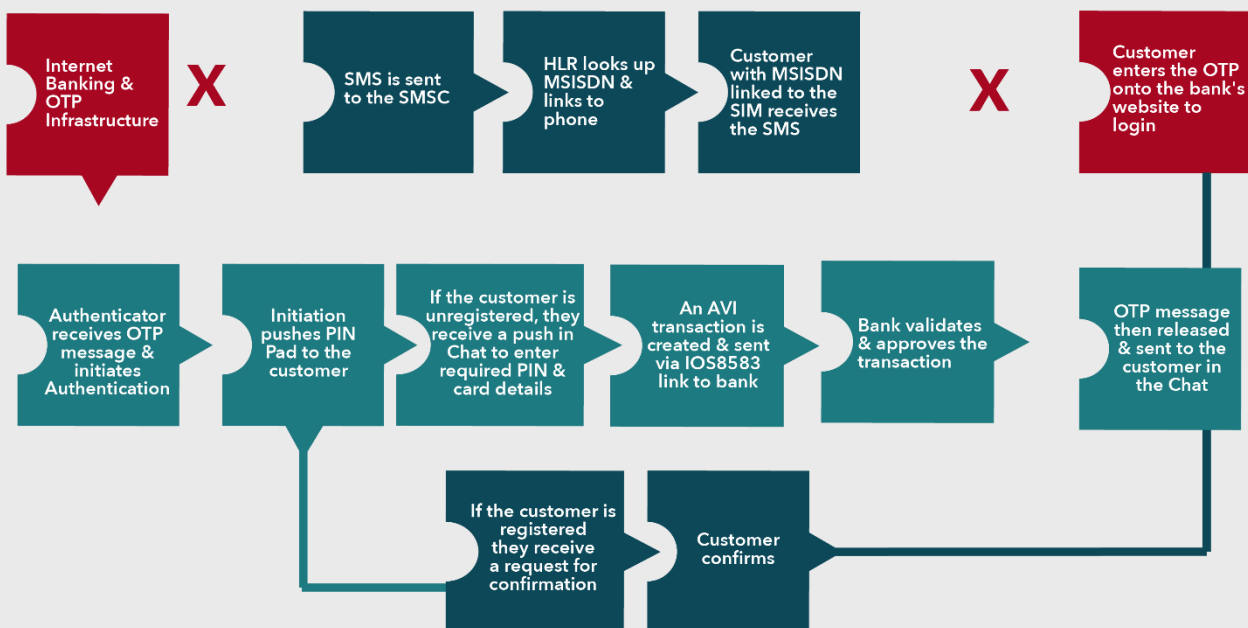 Internet
Banking &
OTP
Infrastructure
X
SMS is sent
to the SMSC
HLR looks up
MSISDN &
links to
phone
Customer
with MSISDN
linked to the
SIM receives
the SMS
X
Customer
enters the OTP
onto the bank's
website to
login
Authenticator
receives OTP
message &
initiates
Authentication
Initiation
pushes PIN
Pad to the
customer
If the customer is
unregistered, they
receive a push in
Chat to enter
required PIN &
card details
An AVI
transaction is
created & sent
via IOS8583
link to bank
Bank validates
& approves the
transaction
OTP message
then released
& sent to the
customer in
the Chat
If the customer is
registered
they receive
a request for
confirmation
Customer
confirms